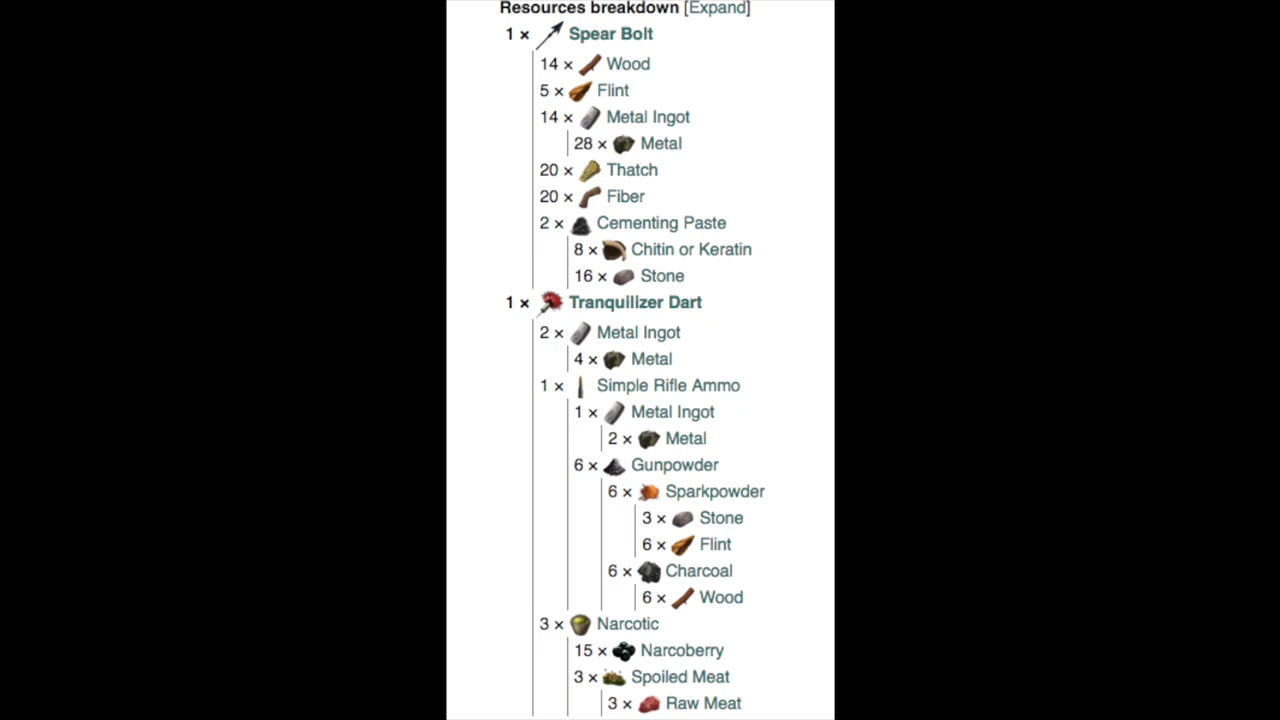 Resources breakdown [Expand]
1 × Spear Bolt
14 × Wood
5 × Flint
14 × Metal Ingot
28 × Metal
20 × Thatch
20 × Fiber
2 × Cementing Paste
8 × Chitin or Keratin
16 × Stone
1 × Tranquilizer Dart
2 × Metal Ingot
4 × Metal
1 × Simple Rifle Ammo
1 × Metal Ingot
2 × Metal
6 × Gunpowder
6 × Sparkpowder
3 × Stone
6 × Flint
6 × Charcoal
6 × Wood
3 × Narcotic
15 × Narcoberry
3 × Spoiled Meat
3 × Raw Meat